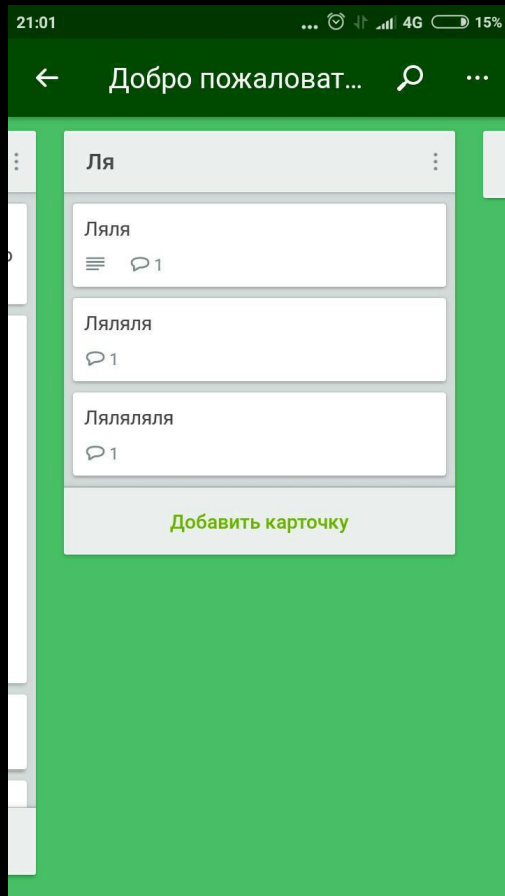 21:01 ... 4G 15%
Добро пожаловат...
Ля
Ляля
1
Ляляля
1
Ляляляля
1
Добавить карточку